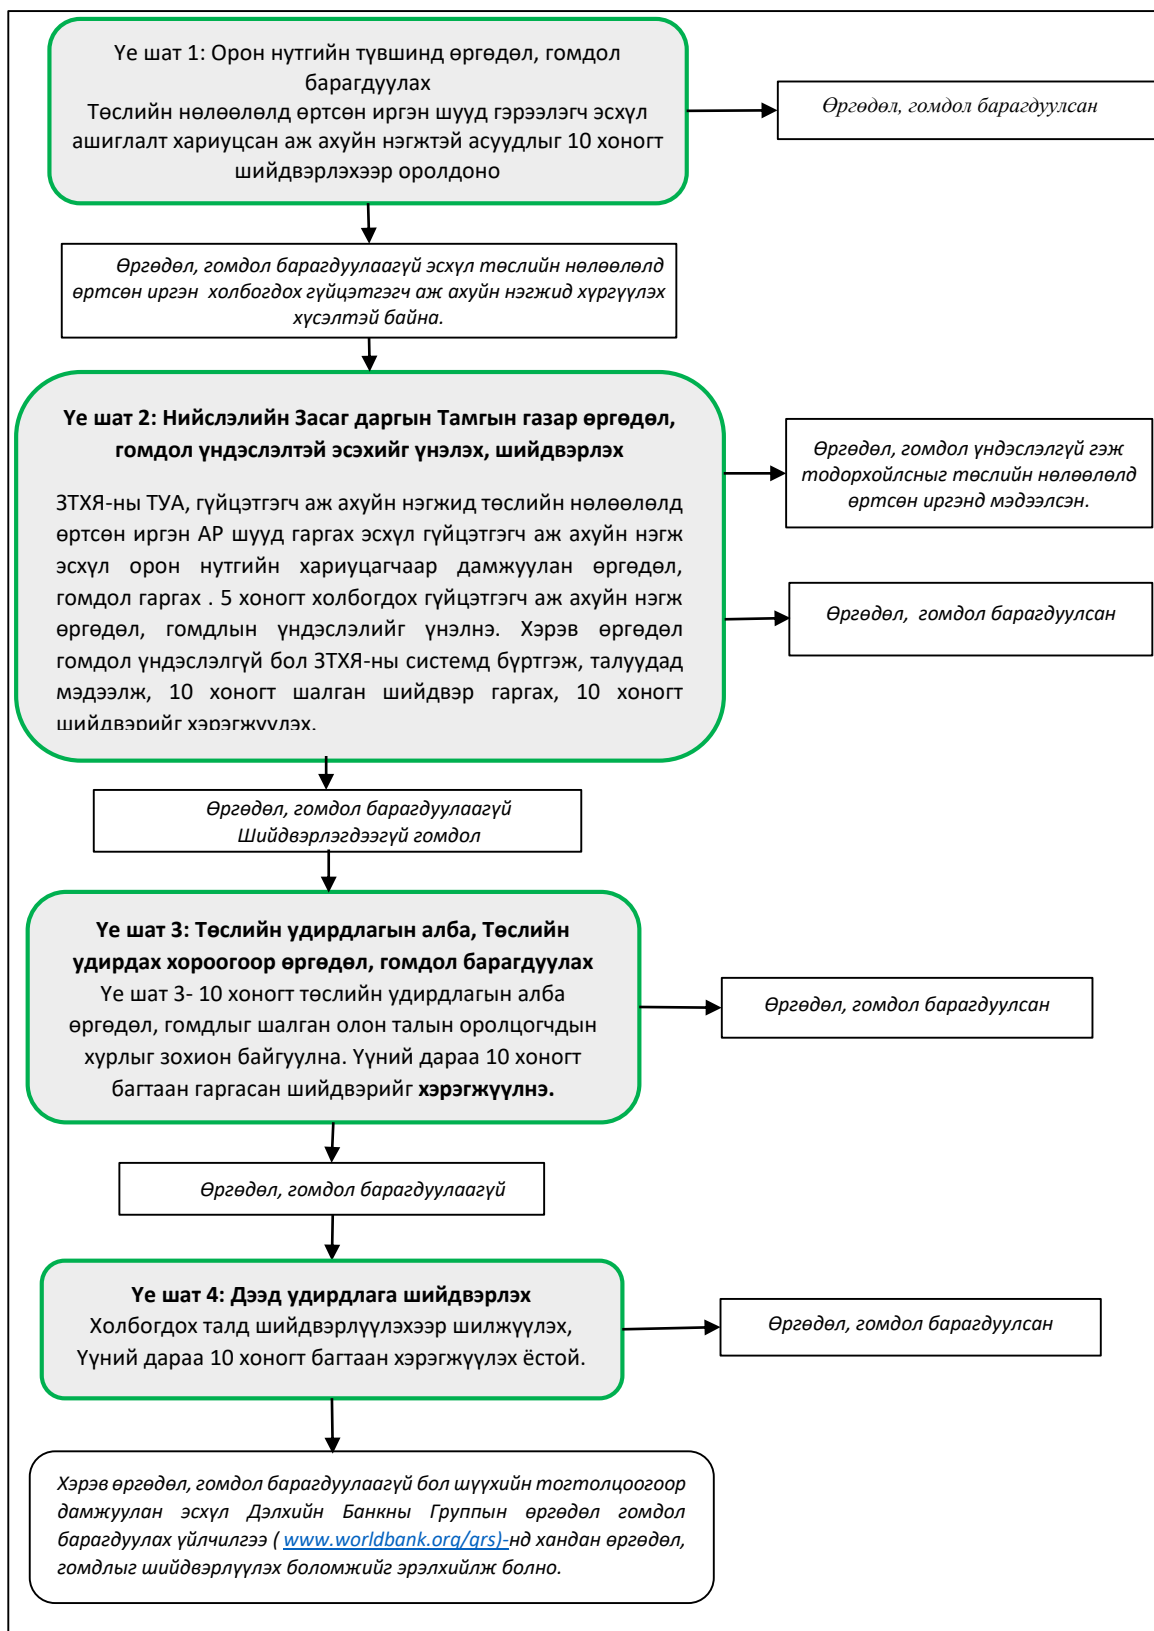 Үе шат 1: Орон нутгийн түвшинд өргөдөл, гомдол
барагдуулах
Төслийн нөлөөлөлд өртсөн иргэн шууд гэрээлэгч эсхүл
ашиглалт хариуцсан аж ахуйн нэгжтэй асуудлыг 10 хоногт
шийдвэрлэхээр оролдоно
Өргөдөл, гомдол барагдуулсан
Өргөдөл, гомдол барагдуулаагүй эсхүл төслийн нөлөөлөлд
өртсөн иргэн холбогдох гүйцэтгэгч аж ахуйн нэгжид хүргүүлэх
хүсэлтэй байна.
Үе шат 2: Нийслэлийн Засаг даргын Тамгын газар өргөдөл,
гомдол үндэслэлтэй эсэхийг үнэлэх, шийдвэрлэх
ЗТХЯ-ны ТУА, гүйцэтгэгч аж ахуйн нэгжид төслийн нөлөөлөлд
өртсөн иргэн АР шууд гаргах эсхүл гүйцэтгэгч аж ахуйн нэгж
эсхүл орон нутгийн хариуцагчаар дамжуулан өргөдөл,
гомдол гаргах . 5 хоногт холбогдох гүйцэтгэгч аж ахуйн нэгж
өргөдөл, гомдлын үндэслэлийг үнэлнэ. Хэрэв өргөдөл
гомдол үндэслэлгүй бол ЗТХЯ-ны системд бүртгэж, талуудад
мэдээлж, 10 хоногт шалган шийдвэр гаргах, 10 хоногт
шийдвэрийг хэрэгжүүлэх.
Өргөдөл, гомдол үндэслэлгүй гэж
тодорхойлсныг төслийн нөлөөлөлд
өртсөн иргэнд мэдээлсэн.
Өргөдөл, гомдол барагдуулсан
Өргөдөл, гомдол барагдуулаагүй
Шийдвэрлэгдээгүй гомдол
Үе шат 3: Төслийн удирдлагын алба, Төслийн
удирдах хороогоор өргөдөл, гомдол барагдуулах
Үе шат 3- 10 хоногт төслийн удирдлагын алба
өргөдөл, гомдлыг шалган олон талын оролцогчдын
хурлыг зохион байгуулна. Үүний дараа 10 хоногт
багтаан гаргасан шийдвэрийг хэрэгжүүлнэ.
Өргөдөл, гомдол барагдуулсан
Өргөдөл, гомдол барагдуулаагүй
Үе шат 4: Дээд удирдлага шийдвэрлэх
Холбогдох талд шийдвэрлүүлэхээр шилжүүлэх,
Үүний дараа 10 хоногт багтаан хэрэгжүүлэх ёстой.
Өргөдөл, гомдол барагдуулсан
Хэрэв өргөдөл, гомдол барагдуулаагүй бол шүүхийн тогтолцоогоор
дамжуулан эсхүл Дэлхийн Банкны Группын өргөдөл гомдол
барагдуулах үйлчилгээ ( www.worldbank.org/grs)-нд хандан өргөдөл,
гомдлыг шийдвэрлүүлэх боломжийг эрэлхийлж болно.